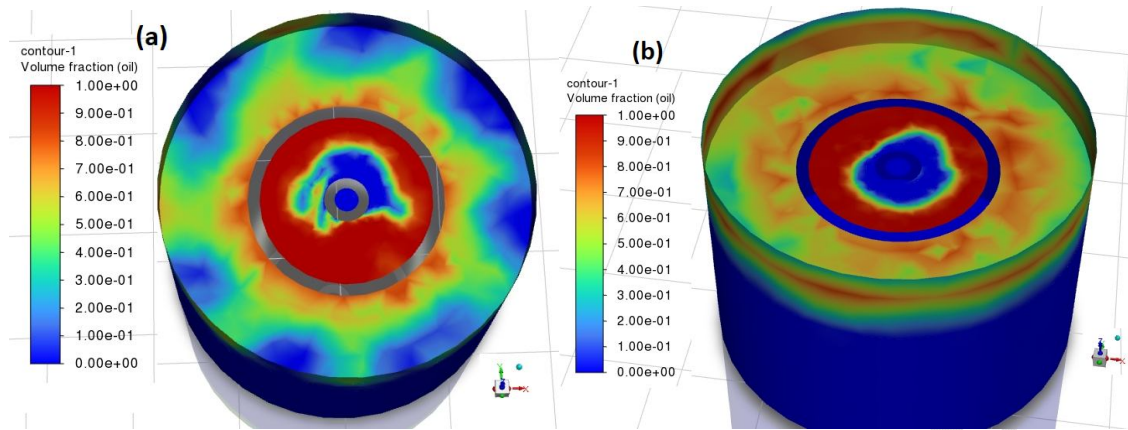 (a)
contour-1
Volume fraction (oil)
1.00e+00
9.00e-01
8.00e-01
7.00e-01
6.00e-01
5.00e-01
4.00e-01
3.00e-01
2.00e-01
1.00e-01
0.00e+00
Y
Z
X
(b)
contour-1
Volume fraction (oil)
1.00e+00
9.00e-01
8.00e-01
7.00e-01
6.00e-01
5.00e-01
4.00e-01
3.00e-01
2.00e-01
1.00e-01
0.00e+00
Z
X